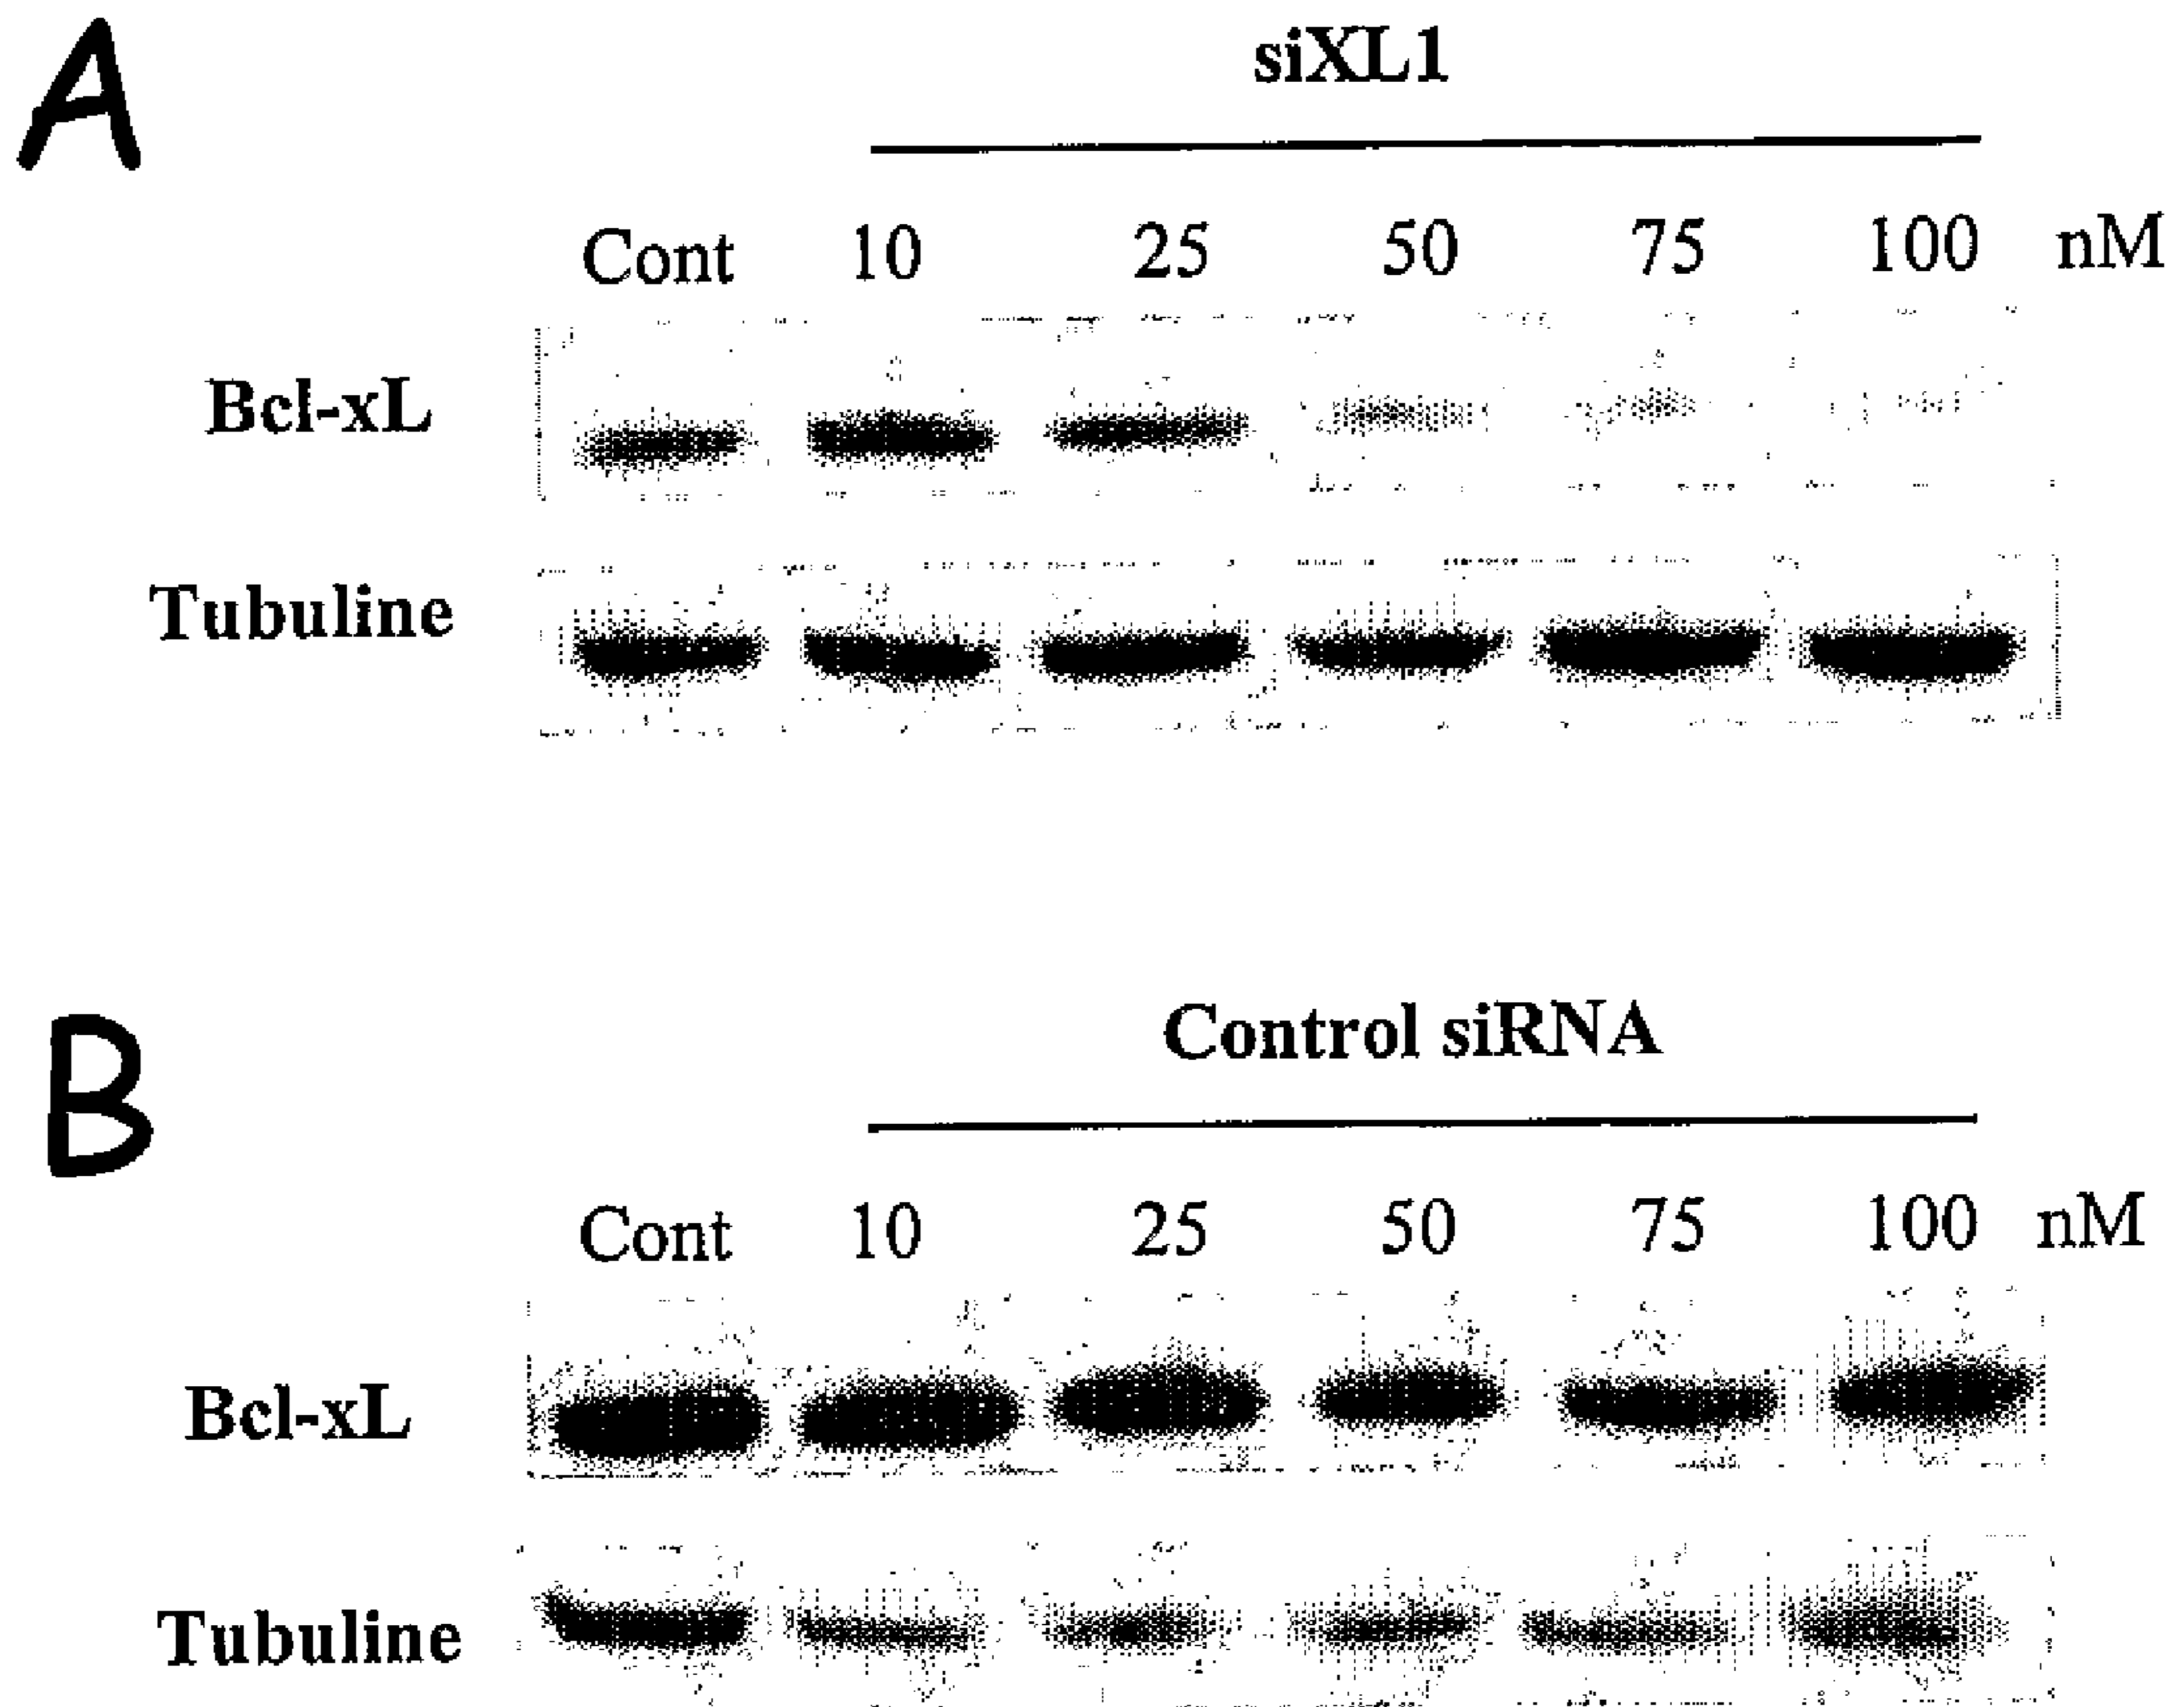 A
siXL1
Cont 10 25 50 75 100 nM
Bcl-xL
Tubuline
B
Control siRNA
Cont 10 25 50 75 100 nM
Bcl-xL
Tubuline